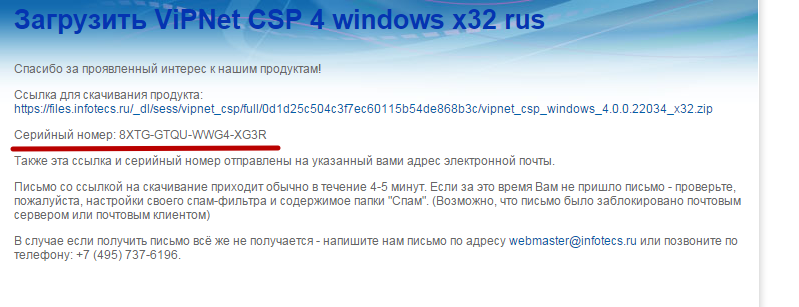 Загрузить ViPNet CSP 4 windows x32 rus
Спасибо за проявленный интерес к нашим продуктам!
Ссылка для скачивания продукта:
https://files.infotecs.ru/_dl/sess/vipnet_csp/full/0d1d25c504c3f7ec60115b54de868b3c/vipnet_csp_windows_4.0.0.22034_x32.zip
Серийный номер: 8XTG-GTQU-WWG4-XG3R
Также эта ссылка и серийный номер отправлены на указанный вами адрес электронной почты.
Письмо со ссылкой на скачивание приходит обычно в течение 4-5 минут. Если за это время Вам не пришло письмо - проверьте,
пожалуйста, настройки своего спам-фильтра и содержимое папки "Спам". (Возможно, что письмо было заблокировано почтовым
сервером или почтовым клиентом)
В случае если получить письмо всё же не получается - напишите нам письмо по адресу webmaster@infotecs.ru или позвоните по
телефону: +7 (495) 737-6196.